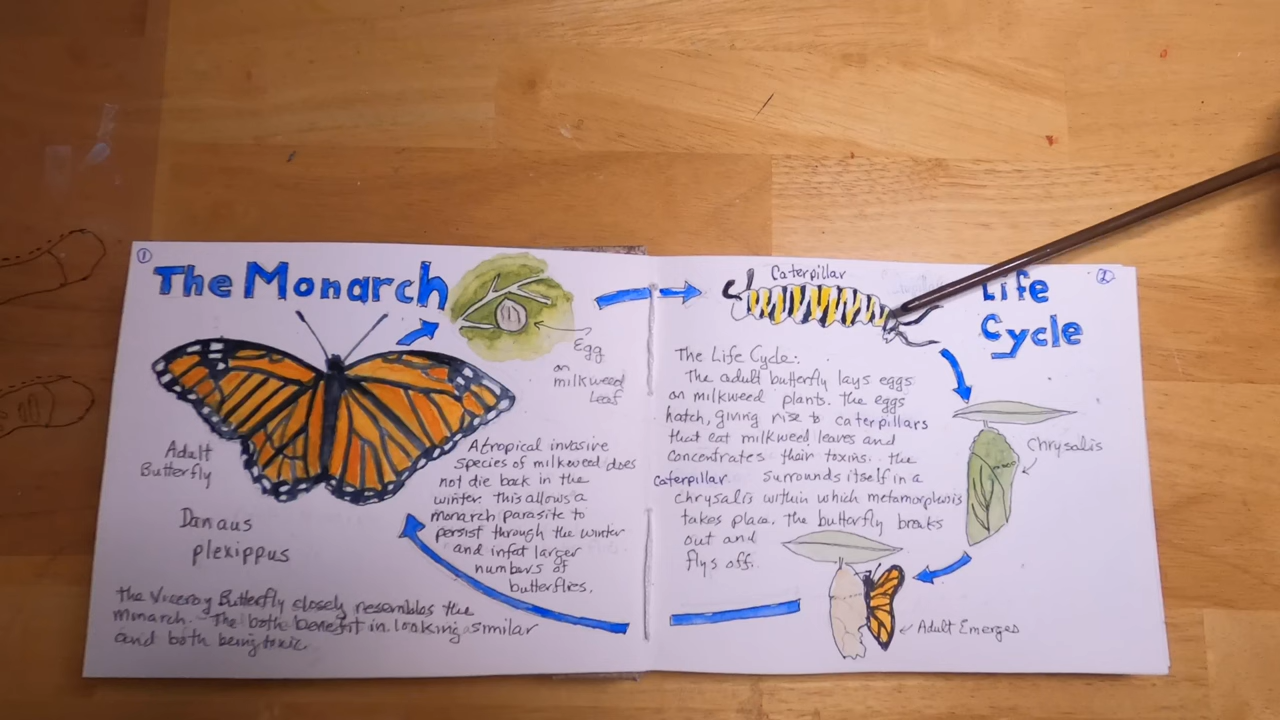 1
The Monarch
Egg
on
milkweed
Leaf
Adult
Butterfly
Danaus
plexippus
A tropical invasive
species of milkweed does
not die back in the
winter. This allows a
monarch parasite to
persist through the winter
and infet larger
numbers of
butterflies.
the Viceroy Butterfly closely resembles the
monarch. The both benefit in looking similar
and both being toxic.
2
Caterpillar
Life
Cycle
The Life Cycle:
The adult butterfly lays eggs
on milkweed plants. The eggs
hatch, giving rise to caterpillars
that eat milkweed leaves and
concentrates their toxins. the
caterpillar surrounds itself in a
chrysalis within which metamorphosis
takes place. The butterfly breaks
out and
flys off.
Chrysalis
Adult Emerges